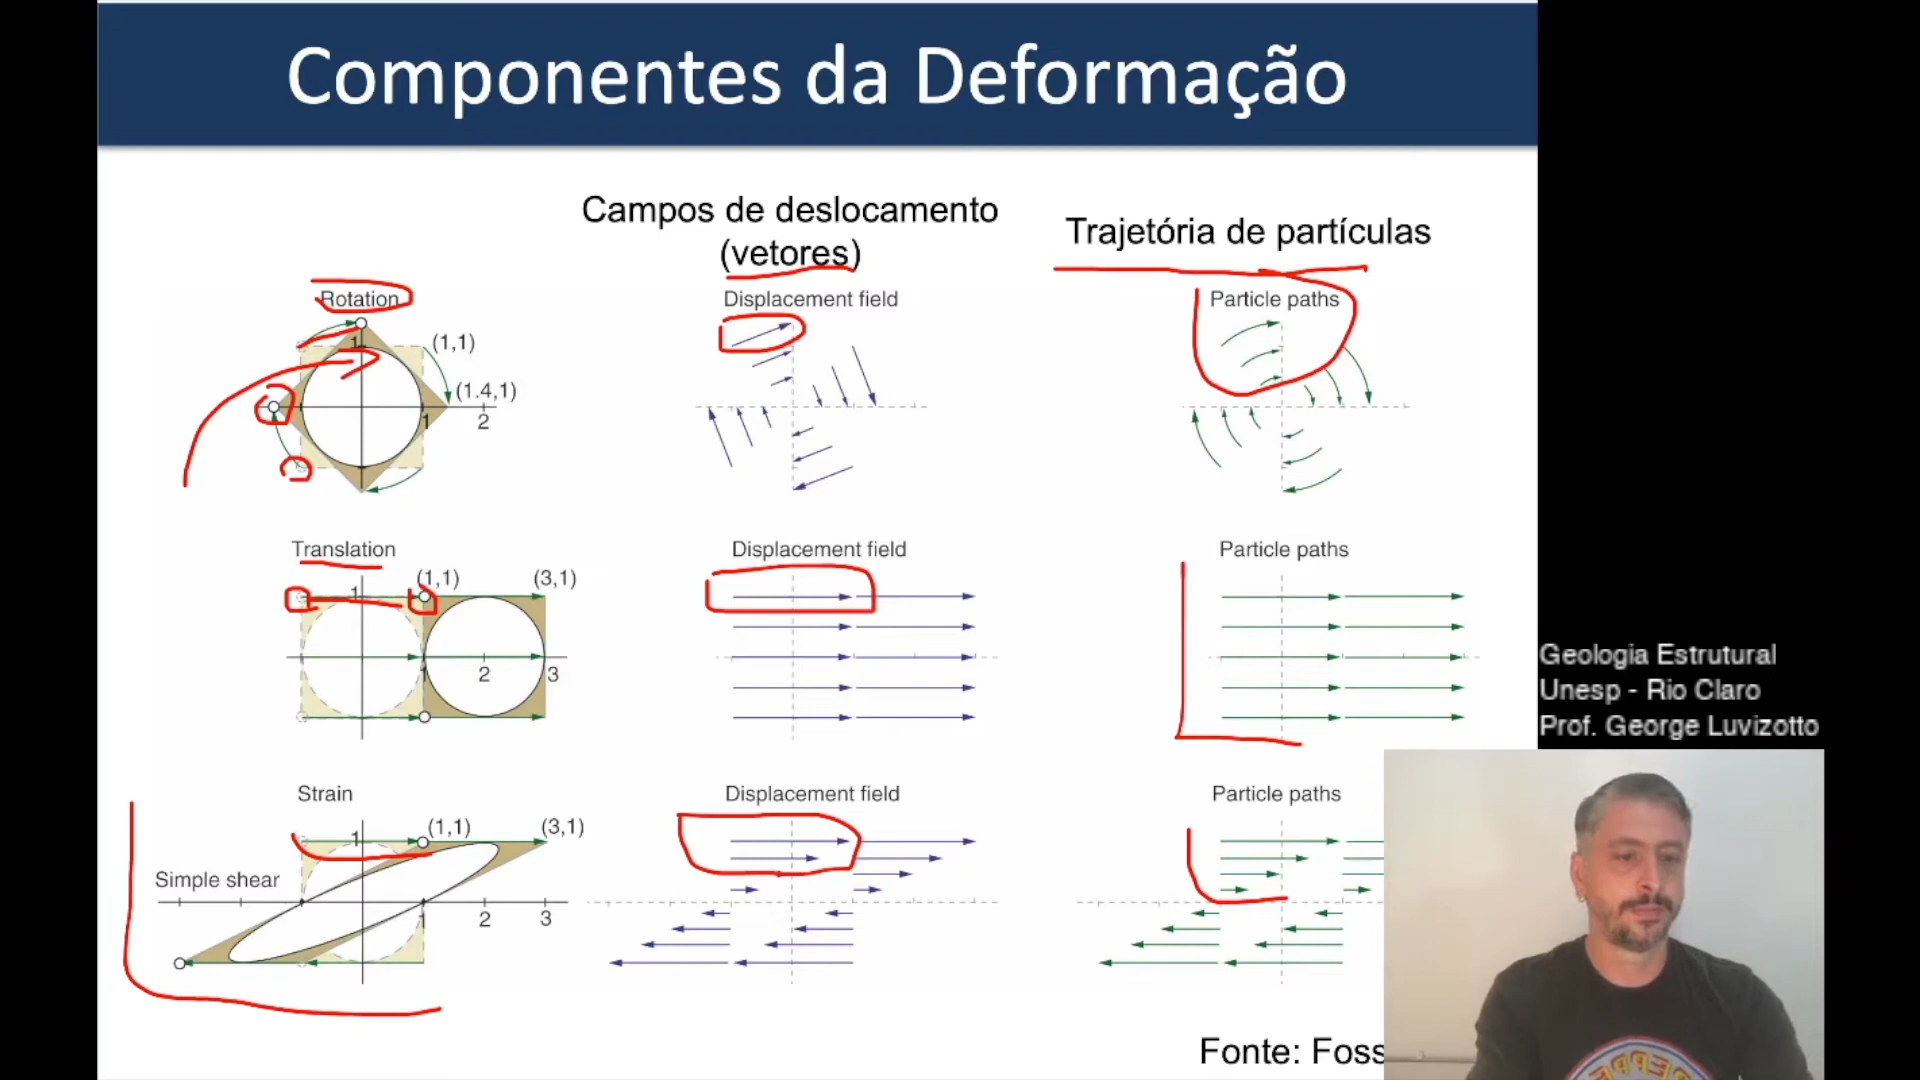 Componentes da Deformação
Campos de deslocamento
(vetores)
Trajetória de partículas
Rotation
Displacement field
Particle paths
1
(1,1)
(1.4,1)
1
2
Translation
Displacement field
Particle paths
1
(1,1)
(3,1)
1
2
3
Geologia Estrutural
Unesp - Rio Claro
Prof. George Luvizotto
Strain
Displacement field
Particle paths
1
(1,1)
(3,1)
Simple shear
1
2
3
Fonte: Foss